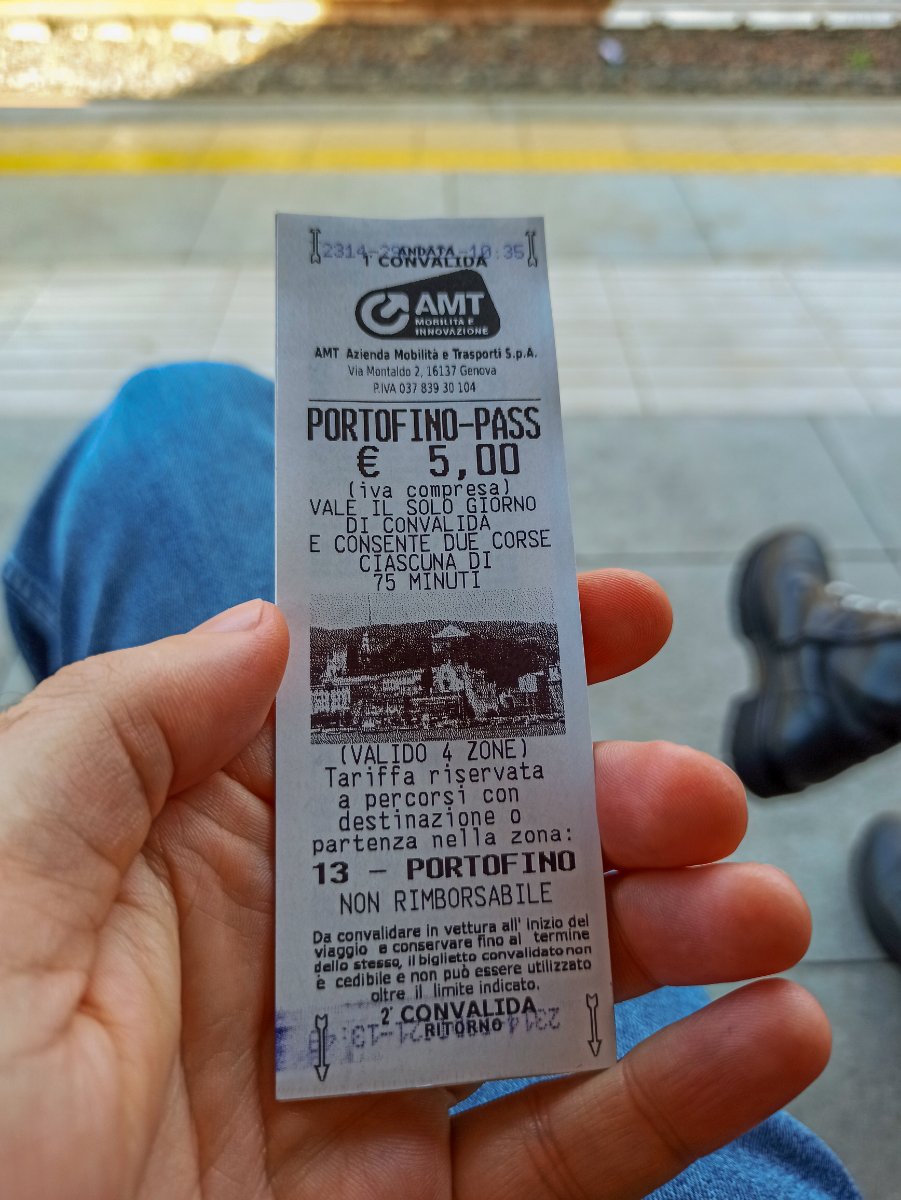 ANDATA
1 CONVALIDA
AMT
MOBILITÀ E
INNOVAZIONE
AMT Azienda Mobilità e Trasporti S.p.A.
Via Montaldo 2, 16137 Genova
P.IVA 037 839 30 104
PORTOFINO-PASS
€ 5,00
(iva compresa)
VALE IL SOLO GIORNO
DI CONVALIDA
E CONSENTE DUE CORSE
CIASCUNA DI
75 MINUTI
(VALIDO 4 ZONE)
Tariffa riservata
a percorsi con
destinazione o
partenza nella zona:
13 - PORTOFINO
NON RIMBORSABILE
Da convalidare in vettura all' inizio del
viaggio e conservare fino al termine
dello stesso, il biglietto convalidato non
è cedibile e non può essere utilizzato
oltre il limite indicato.
2° CONVALIDA
RITORNO